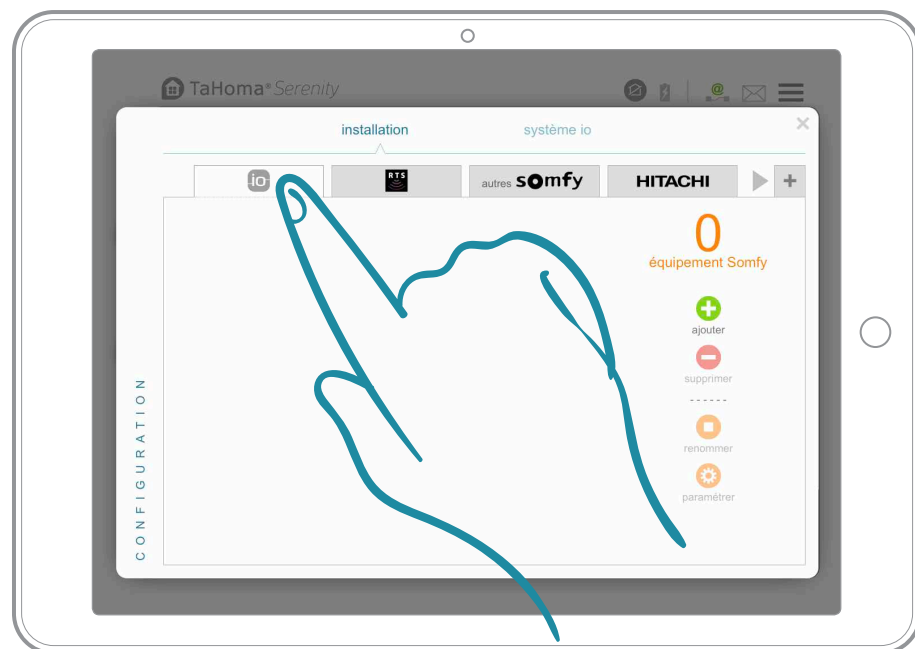 TaHoma® Serenity
@
installation
système io
io
RTS
autres somfy
HITACHI
0
équipement Somfy
ajouter
supprimer
renommer
paramétrer
CONFIGURATION